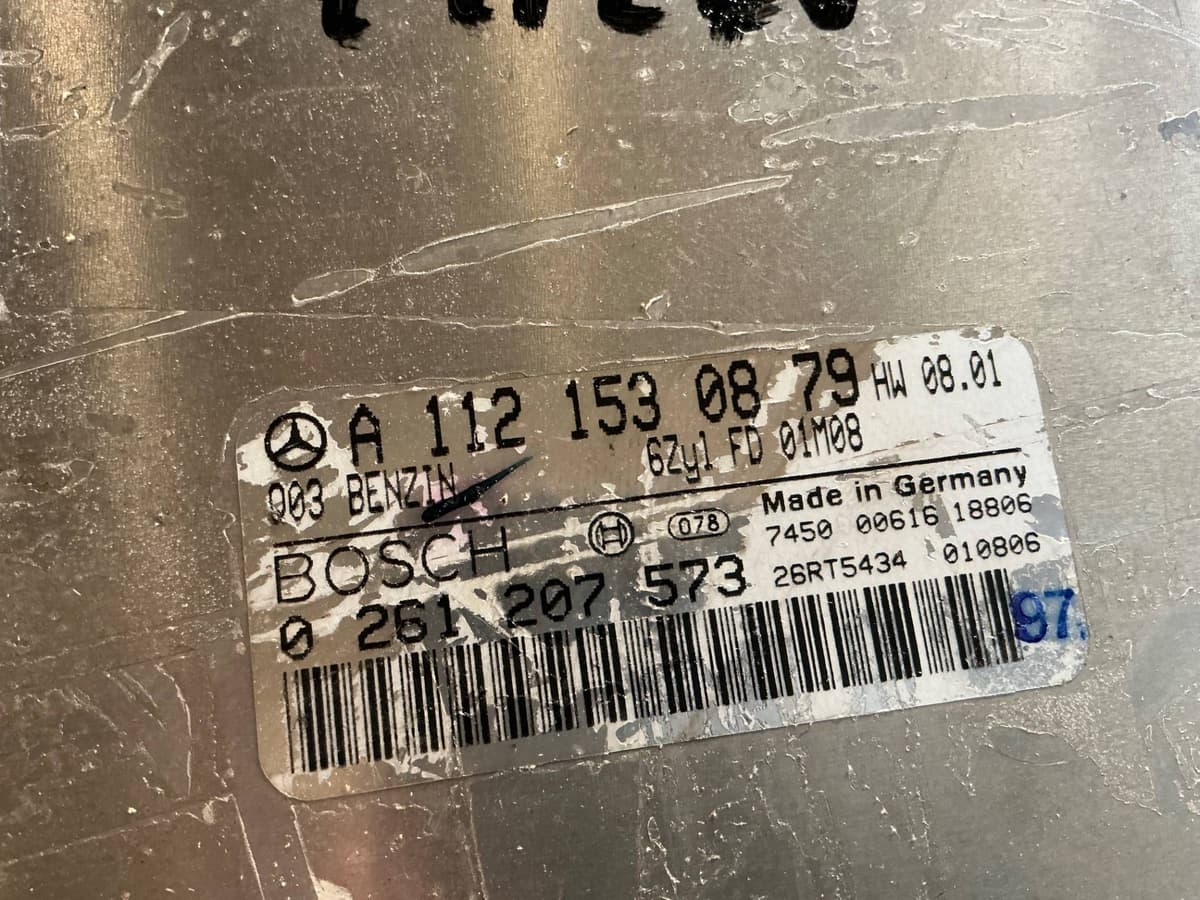 A 112 153 08 79 HW 08.01
903 BENZIN 6Zyl FD 01M08
BOSCH 078 Made in Germany
7450 00616 18806
0 261 207 573 26RT5434 010806
97.